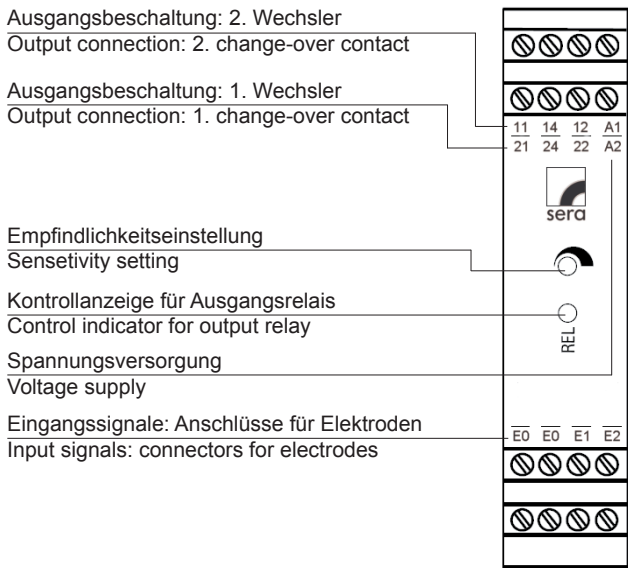 Ausgangsbeschaltung: 2. Wechsler
Output connection: 2. change-over contact
Ausgangsbeschaltung: 1. Wechsler
Output connection: 1. change-over contact
11 14 12 A1
21 24 22 A2
sera
Empfindlichkeitseinstellung
Sensetivity setting
Kontrollanzeige für Ausgangsrelais
Control indicator for output relay
REL
Spannungsversorgung
Voltage supply
Eingangssignale: Anschlüsse für Elektroden
Input signals: connectors for electrodes
E0 E0 E1 E2